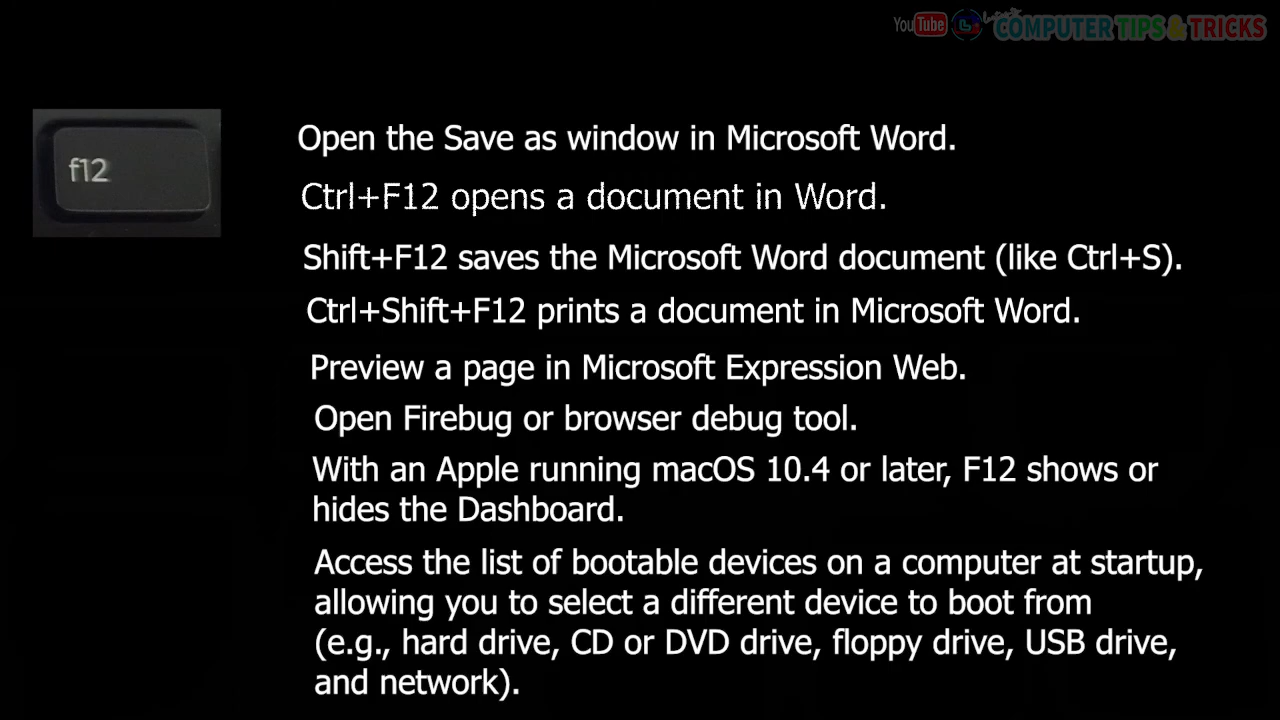 YouTube COMPUTER TIPS & TRICKS
f12
Open the Save as window in Microsoft Word.
Ctrl+F12 opens a document in Word.
Shift+F12 saves the Microsoft Word document (like Ctrl+S).
Ctrl+Shift+F12 prints a document in Microsoft Word.
Preview a page in Microsoft Expression Web.
Open Firebug or browser debug tool.
With an Apple running macOS 10.4 or later, F12 shows or
hides the Dashboard.
Access the list of bootable devices on a computer at startup,
allowing you to select a different device to boot from
(e.g., hard drive, CD or DVD drive, floppy drive, USB drive,
and network).